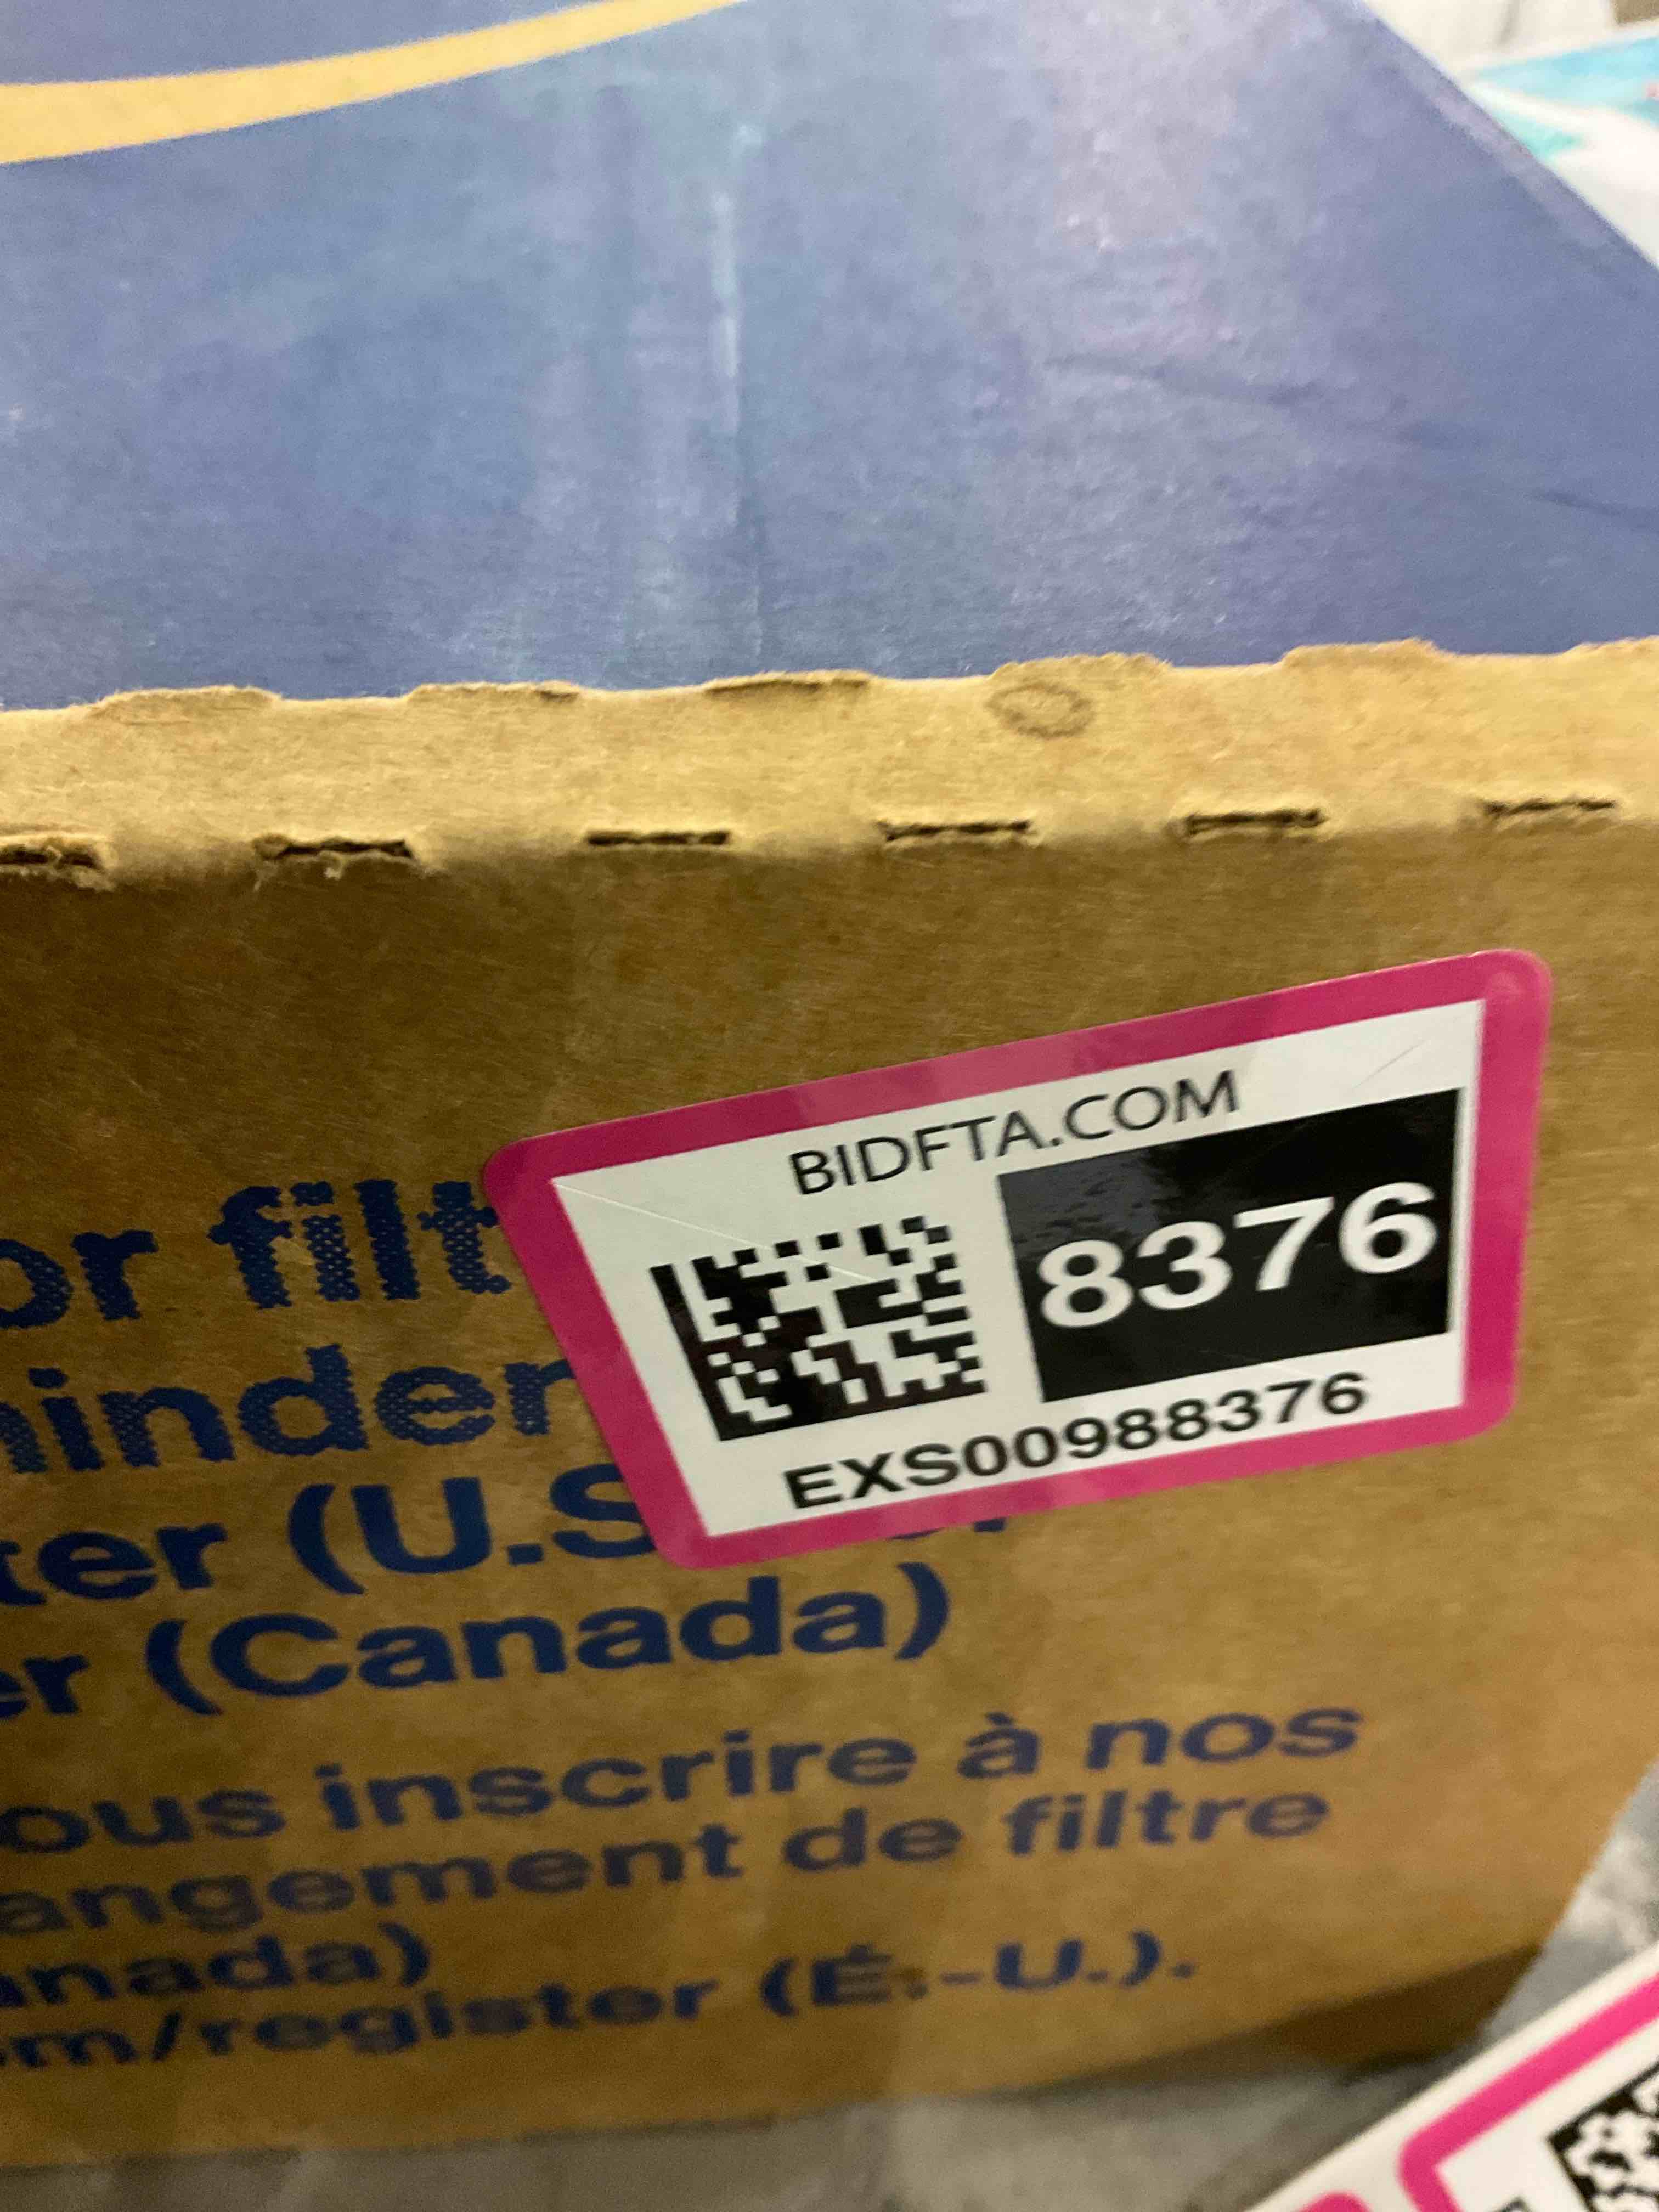 BIDFTA.COM
8376
EXS00988376
or filt
inder
ter (U.S
er (Canada)
ous inscrire à nos
angement de filtre
anada)
m/register (É.-U.).